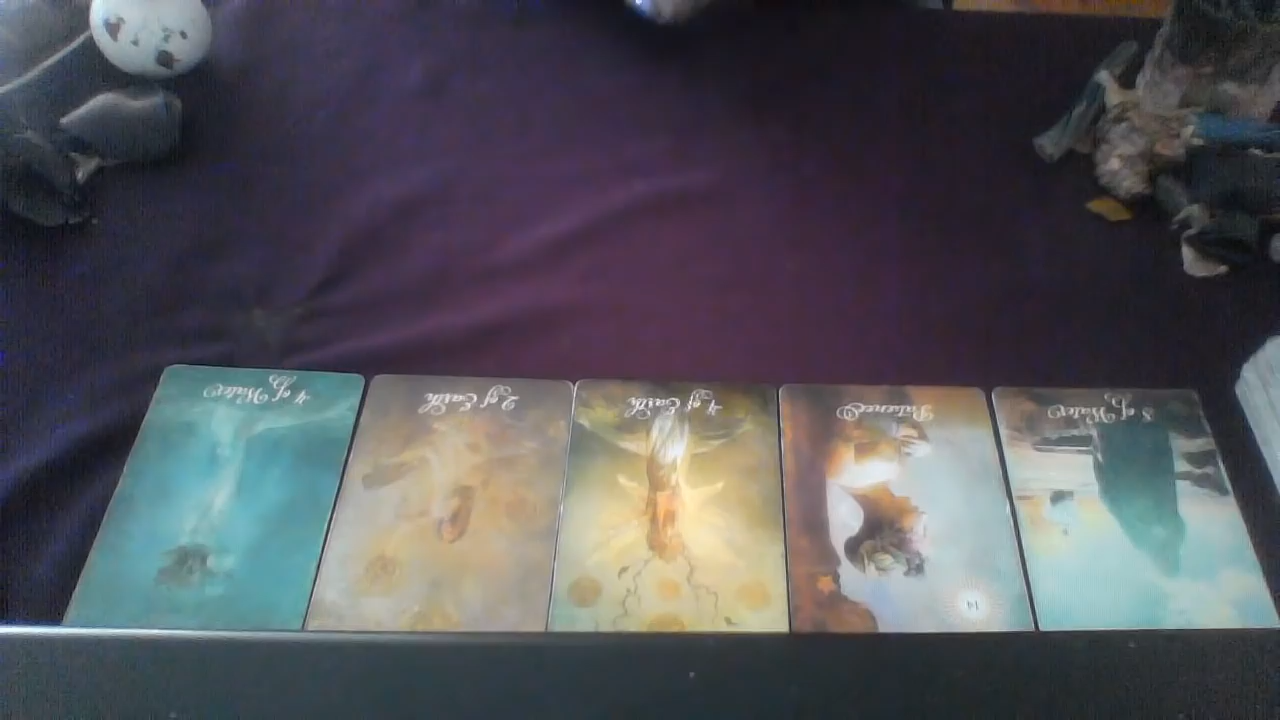 4 of Water
2 of Earth
4 of Earth
Patience
14
8 of Water